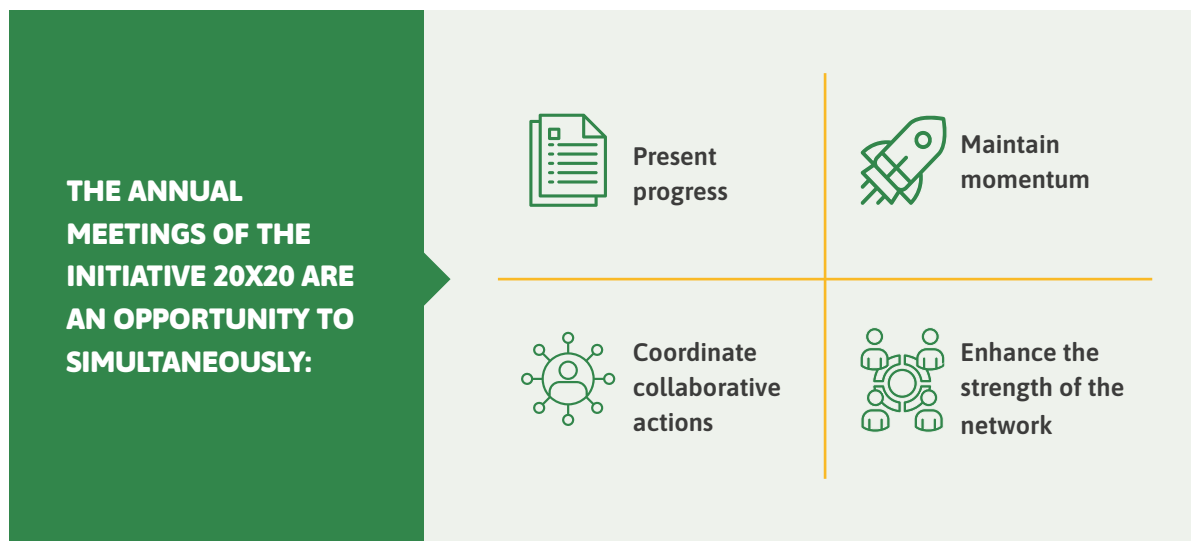 THE ANNUAL
MEETINGS OF THE
INITIATIVE 20X20 ARE
AN OPPORTUNITY TO
SIMULTANEOUSLY:
Present
progress
Maintain
momentum
Coordinate
collaborative
actions
Enhance the
strength of the
network